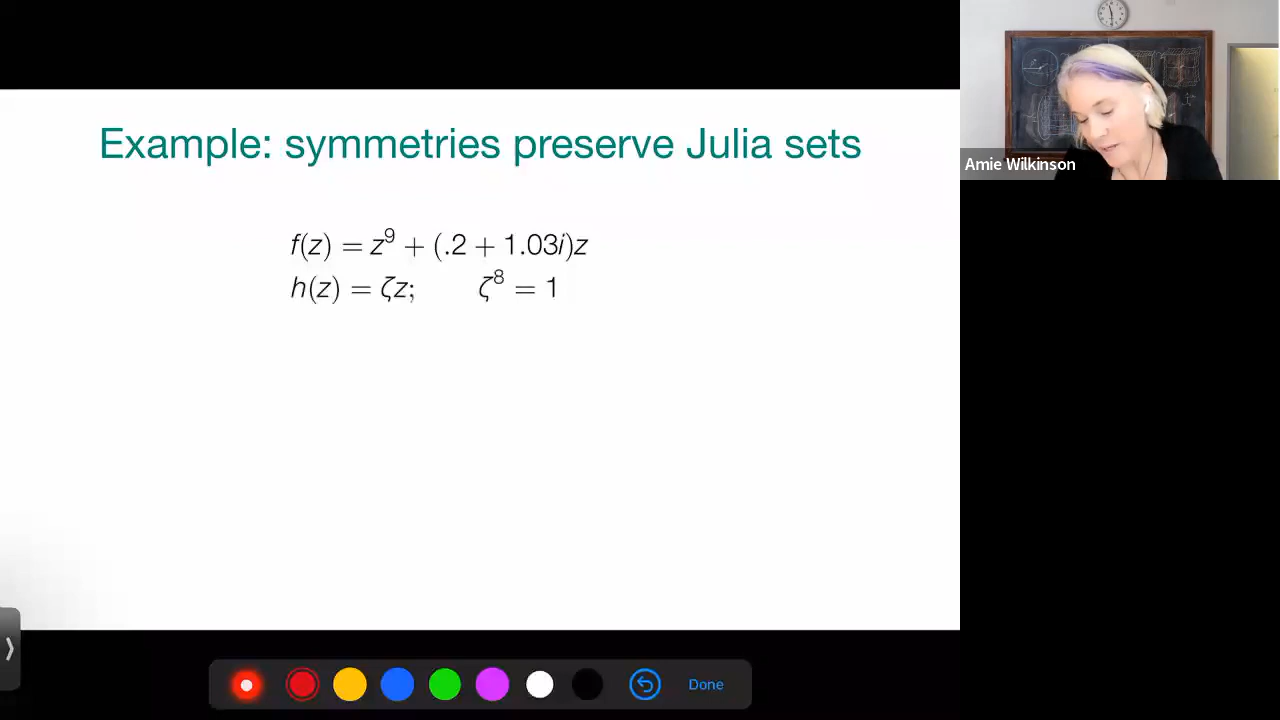 Example: symmetries preserve Julia sets
f(z) = z⁹ + (.2 + 1.03i)z
h(z) = ζz; ζ⁸ = 1
Amie Wilkinson
Done